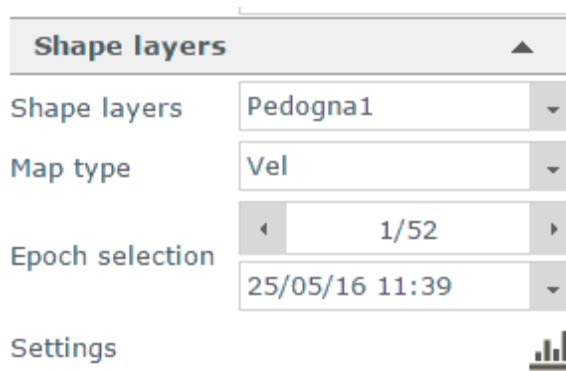 Shape layers
Shape layers Pedogna1
Map type Vel
1/52
Epoch selection
25/05/16 11:39
Settings